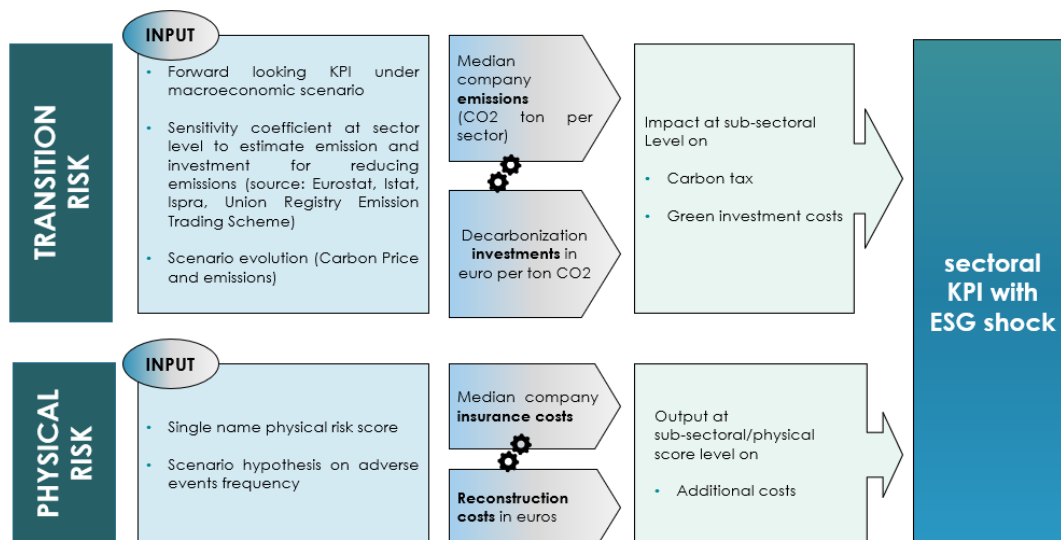 TRANSITION
RISK
INPUT
• Forward looking KPI under
macroeconomic scenario
• Sensitivity coefficient at sector
level to estimate emission and
investment for reducing
emissions (source: Eurostat, Istat,
Ispra, Union Registry Emission
Trading Scheme)
• Scenario evolution (Carbon Price
and emissions)
Median
company
emissions
(CO2 ton per
sector)
Decarbonization
investments in
euro per ton CO2
Impact at sub-sectoral
Level on
• Carbon tax
• Green investment costs
sectoral
KPI with
ESG shock
PHYSICAL
RISK
INPUT
• Single name physical risk score
• Scenario hypothesis on adverse
events frequency
Median company
insurance costs
Reconstruction
costs in euros
Output at
sub-sectoral/physical
score level on
• Additional costs